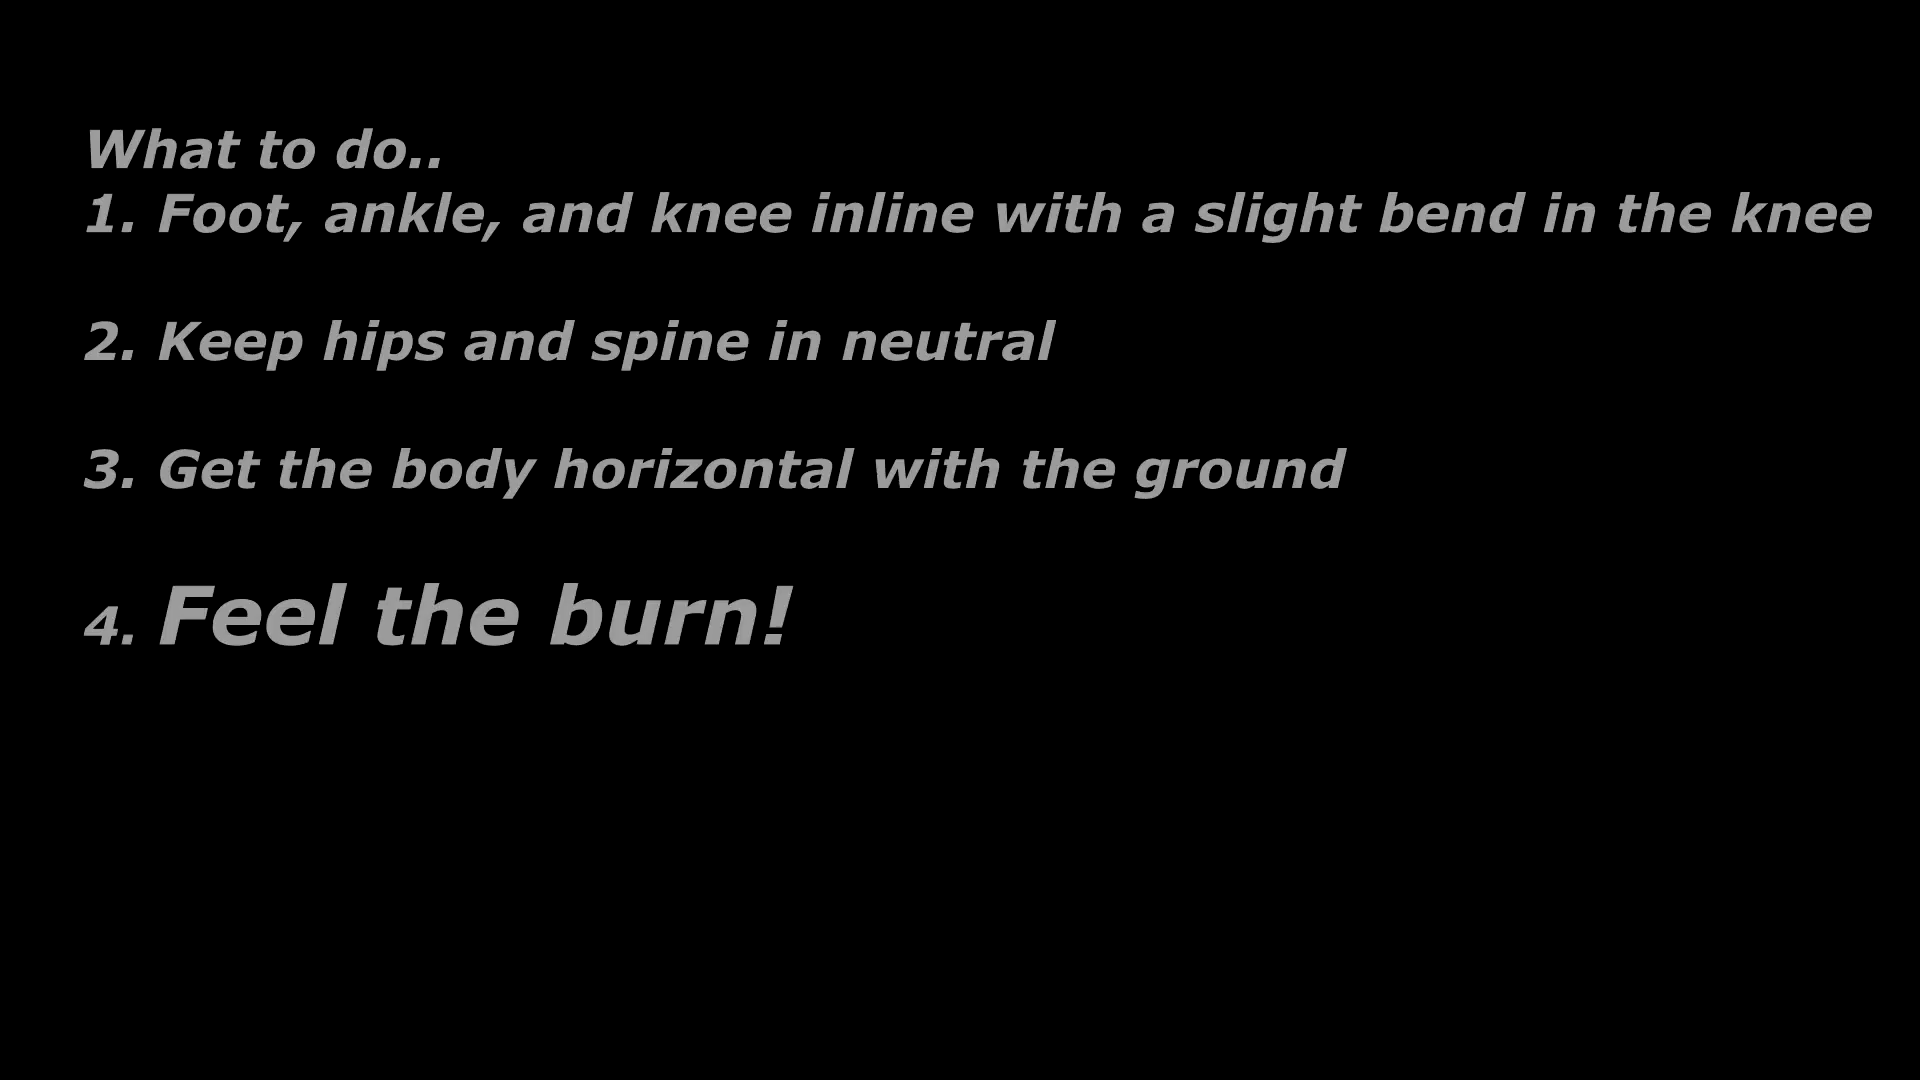 What to do..
1. Foot, ankle, and knee inline with a slight bend in the knee
2. Keep hips and spine in neutral
3. Get the body horizontal with the ground
4. Feel the burn!